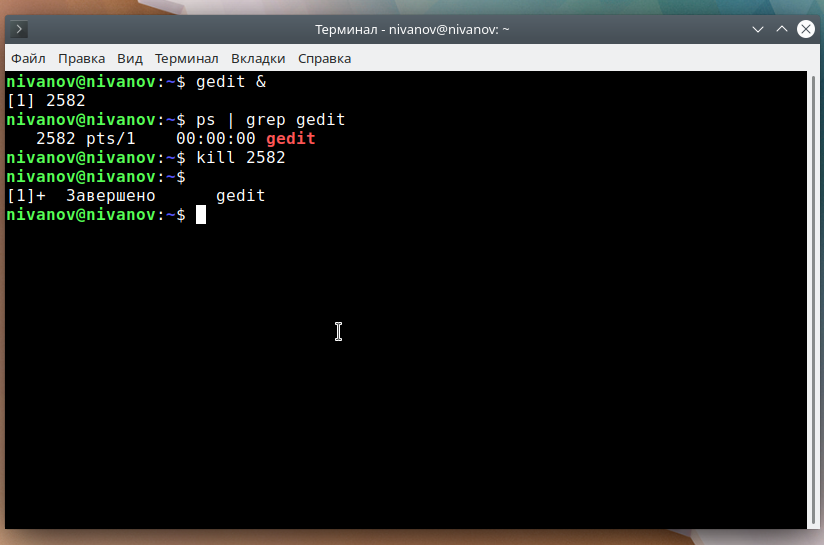 Терминал - nivanov@nivanov: ~
Файл Правка Вид Терминал Вкладки Справка
nivanov@nivanov:~$ gedit &
[1] 2582
nivanov@nivanov:~$ ps | grep gedit
   2582 pts/1    00:00:00 gedit
nivanov@nivanov:~$ kill 2582
nivanov@nivanov:~$
[1]+  Завершено      gedit
nivanov@nivanov:~$